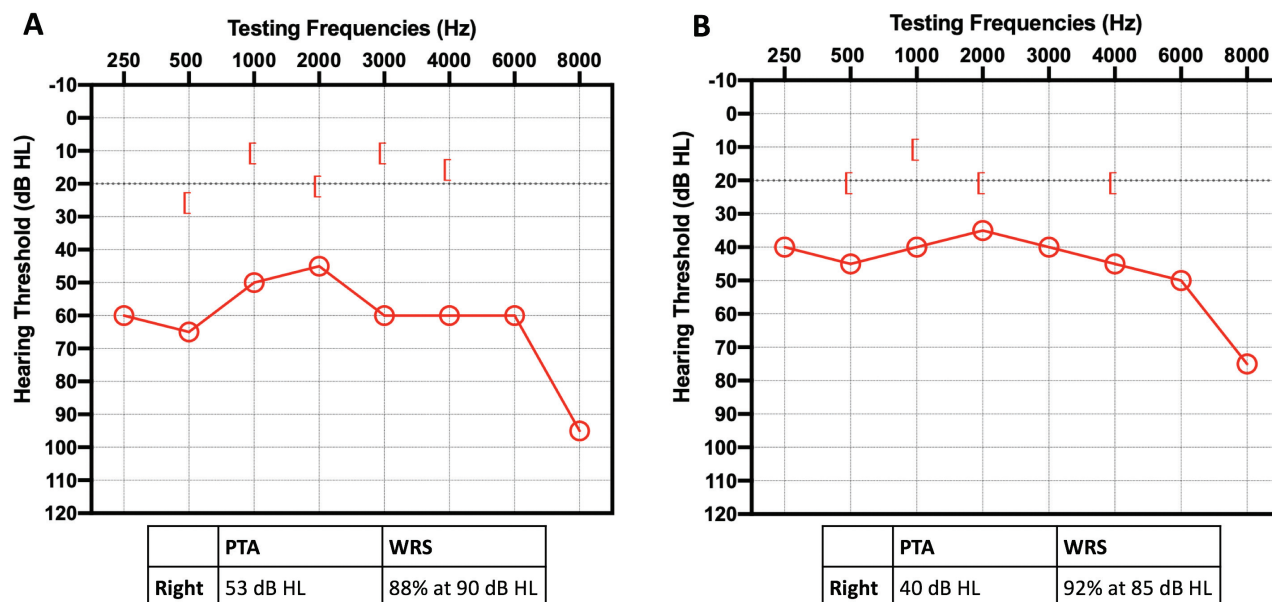 A
Testing Frequencies (Hz)
250 500 1000 2000 3000 4000 6000 8000
Hearing Threshold (dB HL)
-10
0
10
20
30
40
50
60
70
80
90
100
110
120
PTA WRS
Right 53 dB HL 88% at 90 dB HL
B
Testing Frequencies (Hz)
250 500 1000 2000 3000 4000 6000 8000
Hearing Threshold (dB HL)
-10
0
10
20
30
40
50
60
70
80
90
100
110
120
PTA WRS
Right 40 dB HL 92% at 85 dB HL